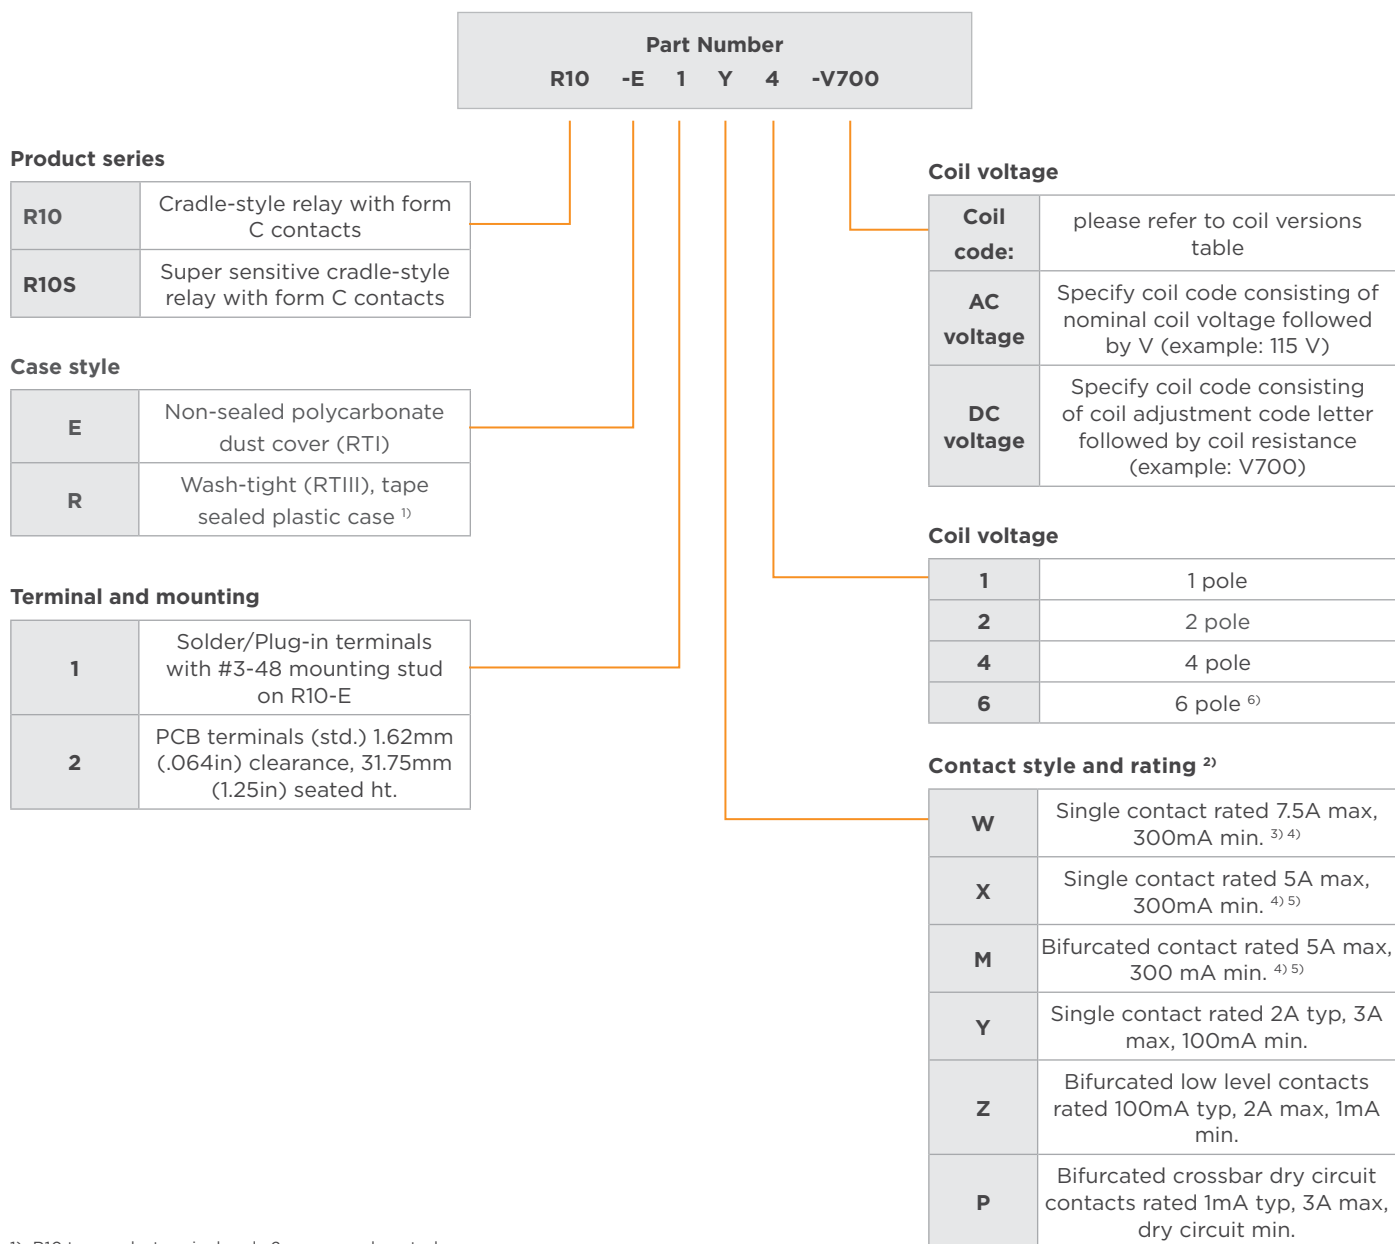 Part Number
R10 -E 1 Y 4 -V700
Product series
R10
Cradle-style relay with form
C contacts
R10S
Super sensitive cradle-style
relay with form C contacts
Case style
E
Non-sealed polycarbonate
dust cover (RTI)
R
Wash-tight (RTIII), tape
sealed plastic case 1)
Terminal and mounting
1
Solder/Plug-in terminals
with #3-48 mounting stud
on R10-E
2
PCB terminals (std.) 1.62mm
(.064in) clearance, 31.75mm
(1.25in) seated ht.
Coil voltage
Coil
code:
please refer to coil versions
table
AC
voltage
Specify coil code consisting of
nominal coil voltage followed
by V (example: 115 V)
DC
voltage
Specify coil code consisting
of coil adjustment code letter
followed by coil resistance
(example: V700)
Coil voltage
1
1 pole
2
2 pole
4
4 pole
6
6 pole 6)
Contact style and rating 2)
W
Single contact rated 7.5A max,
300mA min. 3) 4)
X
Single contact rated 5A max,
300mA min. 4) 5)
M
Bifurcated contact rated 5A max,
300 mA min. 4) 5)
Y
Single contact rated 2A typ, 3A
max, 100mA min.
Z
Bifurcated low level contacts
rated 100mA typ, 2A max, 1mA
min.
P
Bifurcated crossbar dry circuit
contacts rated 1mA typ, 3A max,
dry circuit min.